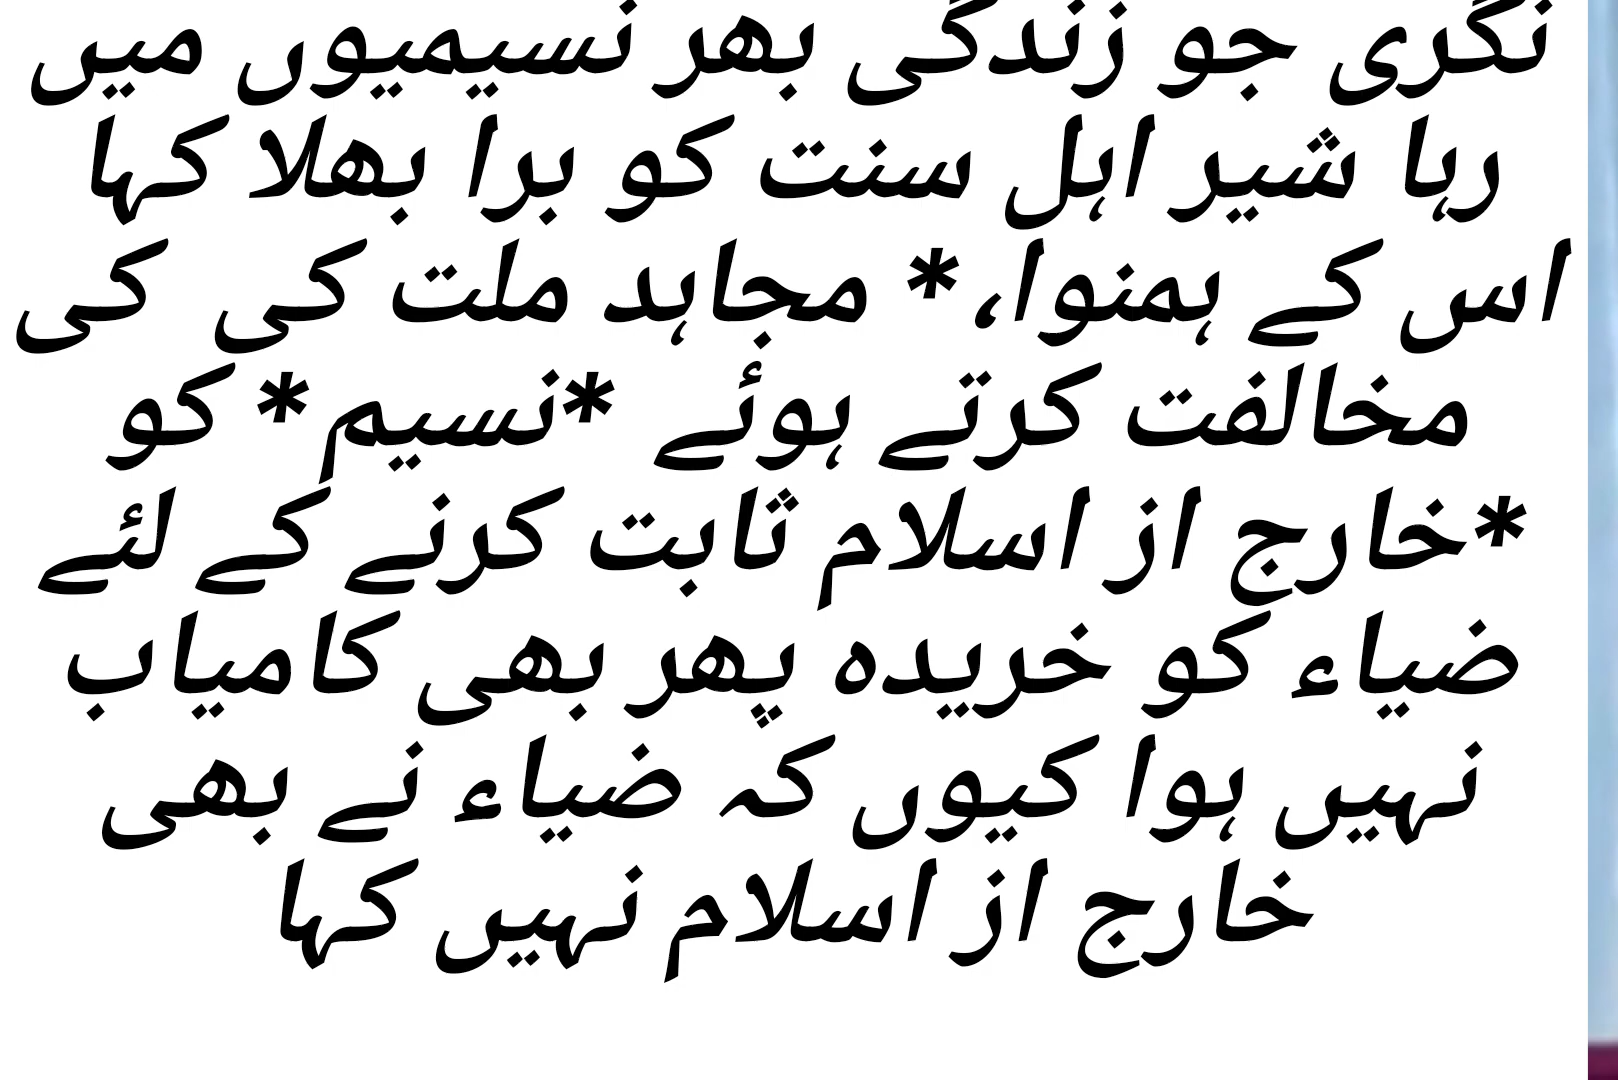 نگری جو زندگی بھر نسیمیوں میں
رہا شیر اہل سنت کو برا بھلا کہا
اس کے ہمنوا،* مجاہد ملت کی کی
مخالفت کرتے ہوئے *نسیم* کو
*خارج از اسلام ثابت کرنے کے لئے
ضیاء کو خریدہ پھر بھی کامیاب
نہیں ہوا کیوں کہ ضیاء نے بھی
خارج از اسلام نہیں کہا